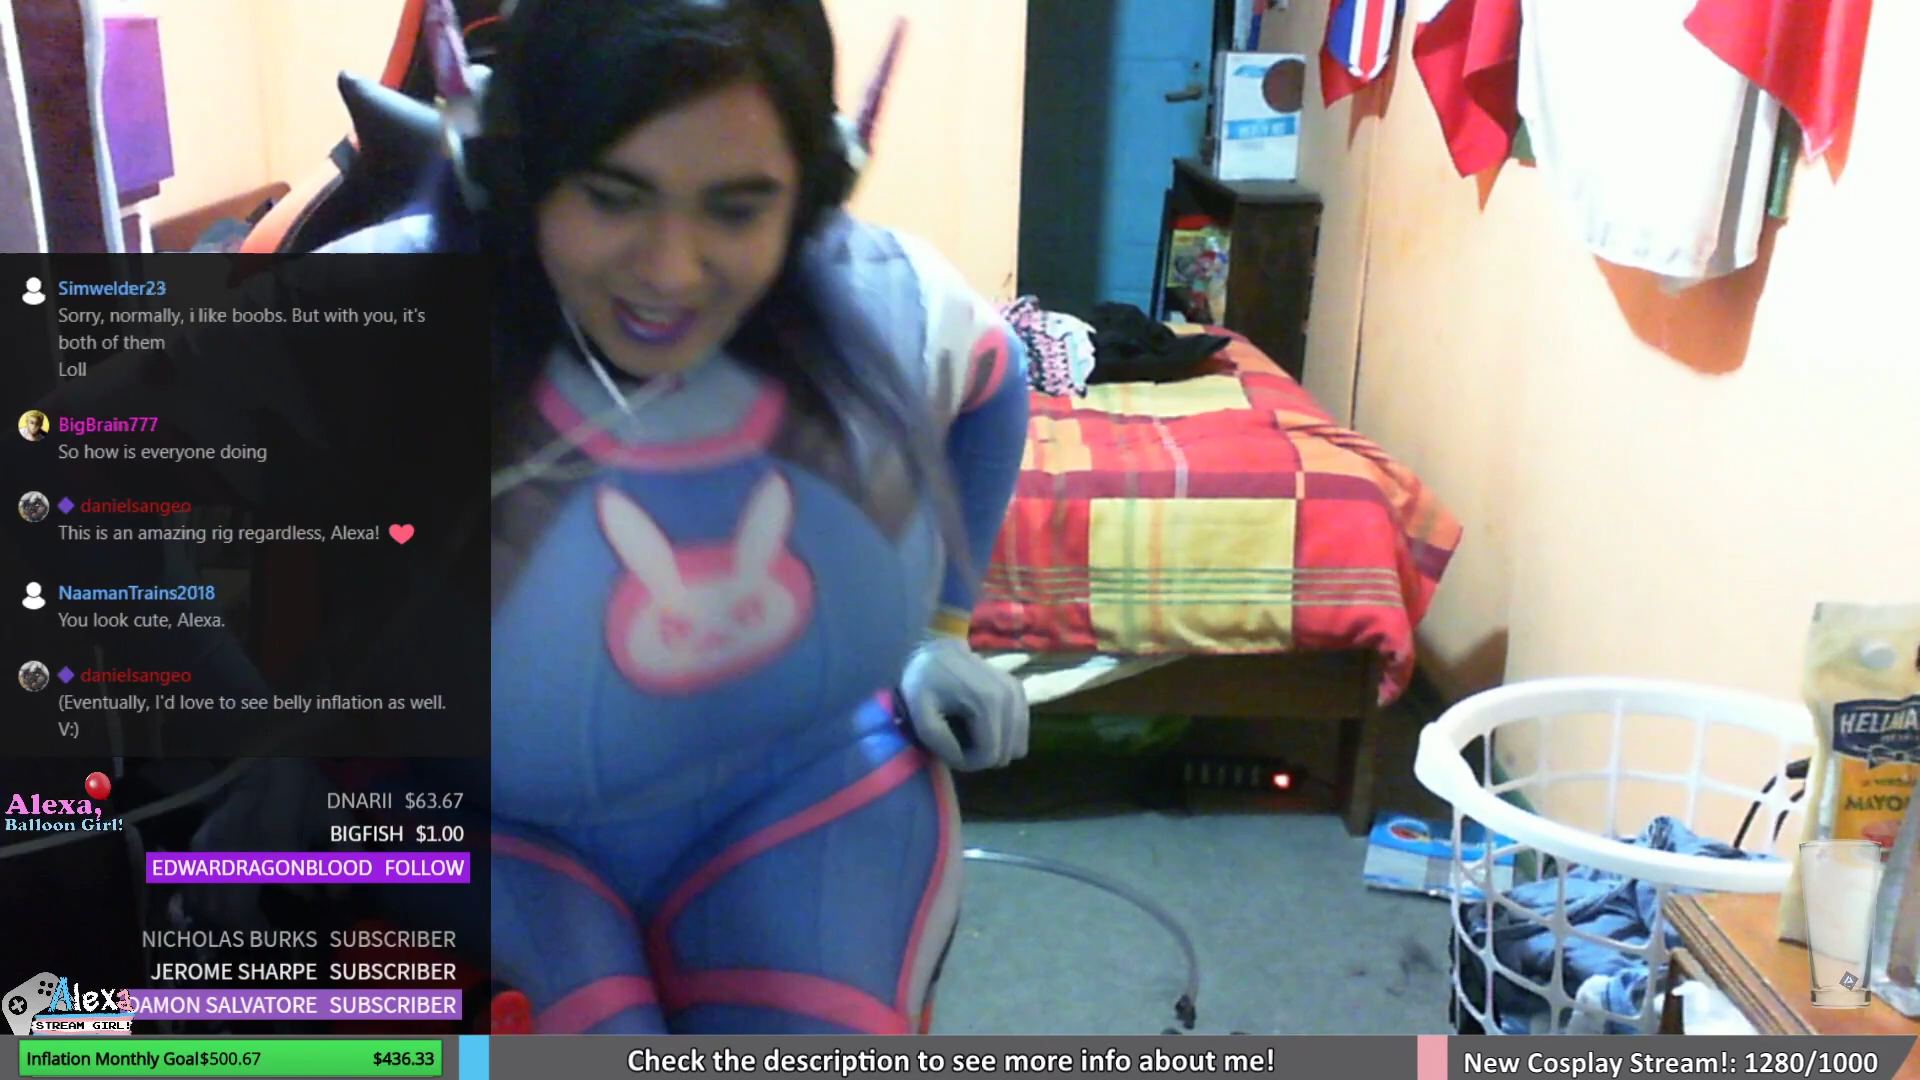 Simwelder23
Sorry, normally, i like boobs. But with you, it's
both of them
Loll
BigBrain777
So how is everyone doing
danielsangeo
This is an amazing rig regardless, Alexa!
NaamanTrains2018
You look cute, Alexa.
danielsangeo
(Eventually, I'd love to see belly inflation as well.
V:)
Alexa,
Balloon Girl!
DNARII $63.67
BIGFISH $1.00
EDWARDRAGONBLOOD FOLLOW
NICHOLAS BURKS SUBSCRIBER
JEROME SHARPE SUBSCRIBER
DAMON SALVATORE SUBSCRIBER
Alexa
STREAM GIRL!
Inflation Monthly Goal $500.67 $436.33
Check the description to see more info about me!
New Cosplay Stream!: 1280/1000